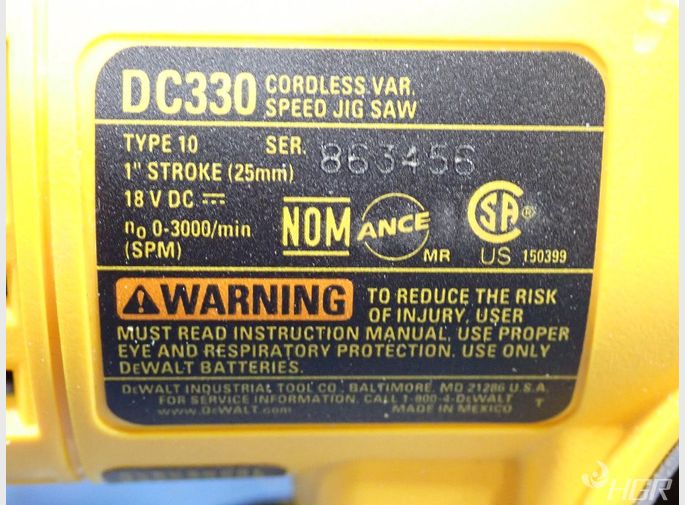 DC330 CORDLESS VAR.
SPEED JIG SAW
TYPE 10 SER. 863456
1" STROKE (25mm)
18 V DC ⎓
n₀ 0-3000/min
(SPM)
NOM ANCE MR
SA® US 150399
⚠WARNING TO REDUCE THE RISK
OF INJURY, USER
MUST READ INSTRUCTION MANUAL. USE PROPER
EYE AND RESPIRATORY PROTECTION. USE ONLY
DeWALT BATTERIES.
DeWALT INDUSTRIAL TOOL CO., BALTIMORE, MD 21286 U.S.A.
FOR SERVICE INFORMATION, CALL 1-800-4-DeWALT T
www.DeWALT.com MADE IN MEXICO
HGR